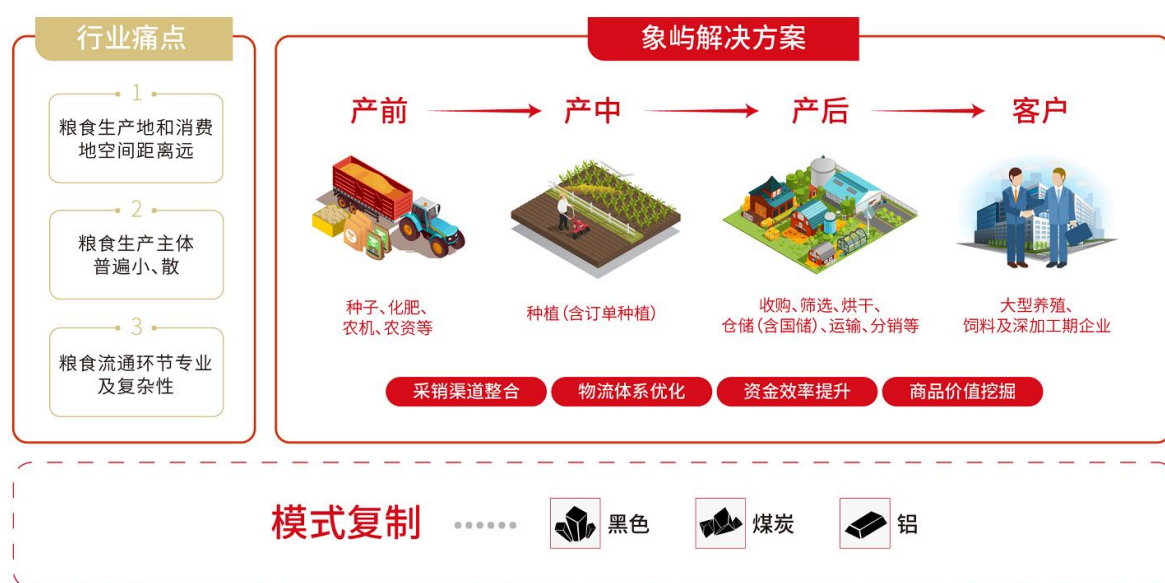 行业痛点
1
粮食生产地和消费
地空间距离远
2
粮食生产主体
普遍小、散
3
粮食流通环节专业
及复杂性
象屿解决方案
产前
产中
产后
客户
种子、化肥、
农机、农资等
种植(含订单种植)
收购、筛选、烘干、
仓储(含国储)、运输、分销等
大型养殖、
饲料及深加工期企业
采销渠道整合
物流体系优化
资金效率提升
商品价值挖掘
模式复制
黑色
煤炭
铝